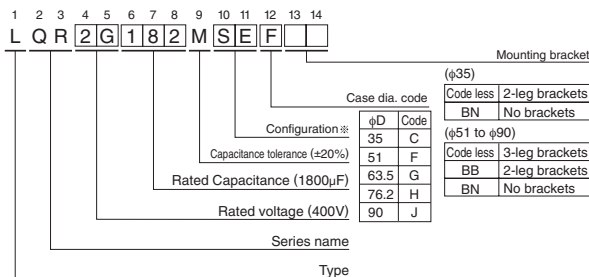 1 2 3 4 5 6 7 8 9 10 11 12 13 14
L Q R 2 G 1 8 2 M S E F
Mounting bracket
(ϕ35)
Code less 2-leg brackets
BN No brackets
(ϕ51 to ϕ90)
Code less 3-leg brackets
BB 2-leg brackets
BN No brackets
Case dia. code
ϕD Code
35 C
51 F
63.5 G
76.2 H
90 J
Configuration※
Capacitance tolerance (±20%)
Rated Capacitance (1800µF)
Rated voltage (400V)
Series name
Type